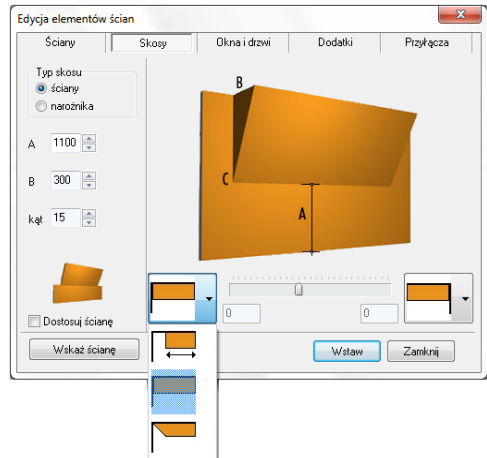 Edycja elementów ścian
Ściany Skosy Okna i drzwi Dodatki Przyłącza
Typ skosu
ściany
narożnika
A 1100
B 300
kąt 15
B
C
A
Dostosuj ścianę
0 0
Wskaż ścianę Wstaw Zamknij